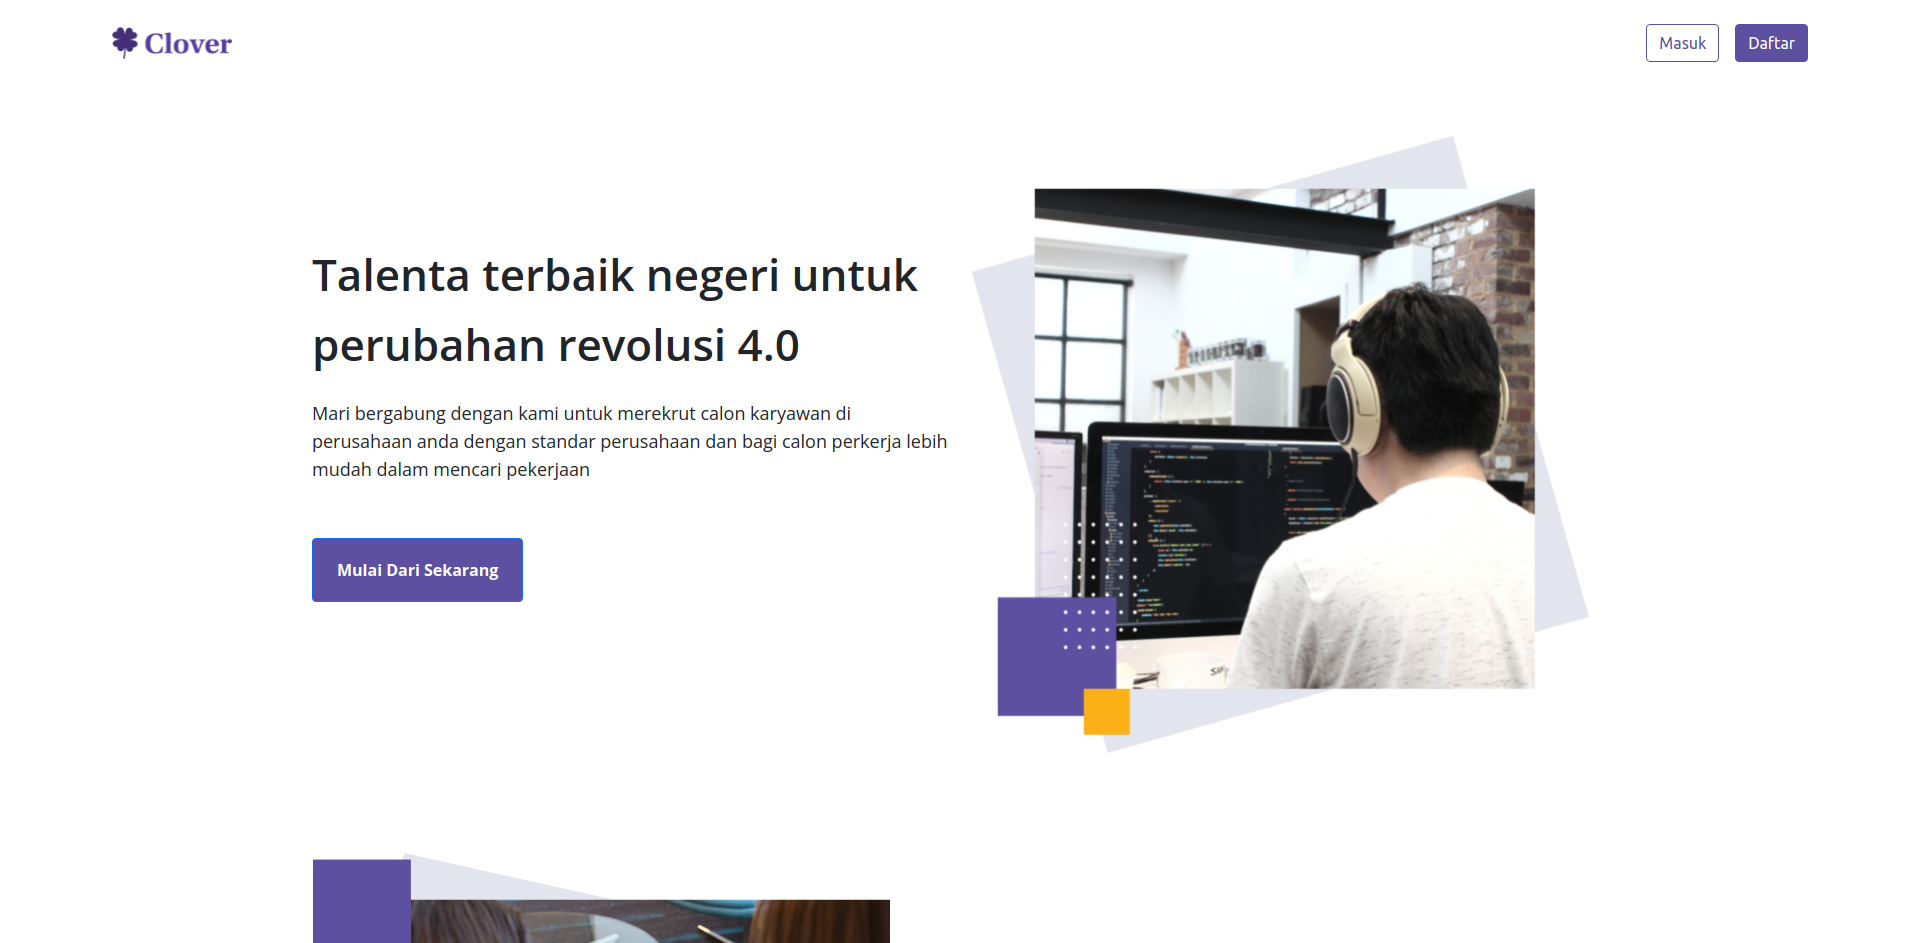 Clover
Masuk
Daftar
Talenta terbaik negeri untuk
perubahan revolusi 4.0
Mari bergabung dengan kami untuk merekrut calon karyawan di
perusahaan anda dengan standar perusahaan dan bagi calon perkerja lebih
mudah dalam mencari pekerjaan
Mulai Dari Sekarang